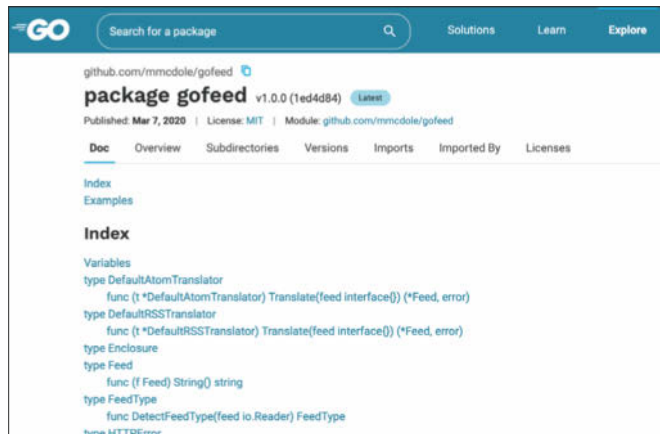 GO Search for a package Solutions Learn Explore
github.com/mmcdole/gofeed
package gofeed v1.0.0 (1ed4d84) Latest
Published: Mar 7, 2020 | License: MIT | Module: github.com/mmcdole/gofeed
Doc Overview Subdirectories Versions Imports Imported By Licenses
Index
Examples
Index
Variables
type DefaultAtomTranslator
func (t *DefaultAtomTranslator) Translate(feed interface{}) (*Feed, error)
type DefaultRSSTranslator
func (t *DefaultRSSTranslator) Translate(feed interface{}) (*Feed, error)
type Enclosure
type Feed
func (f Feed) String() string
type FeedType
func DetectFeedType(feed io.Reader) FeedType
type HTTPError